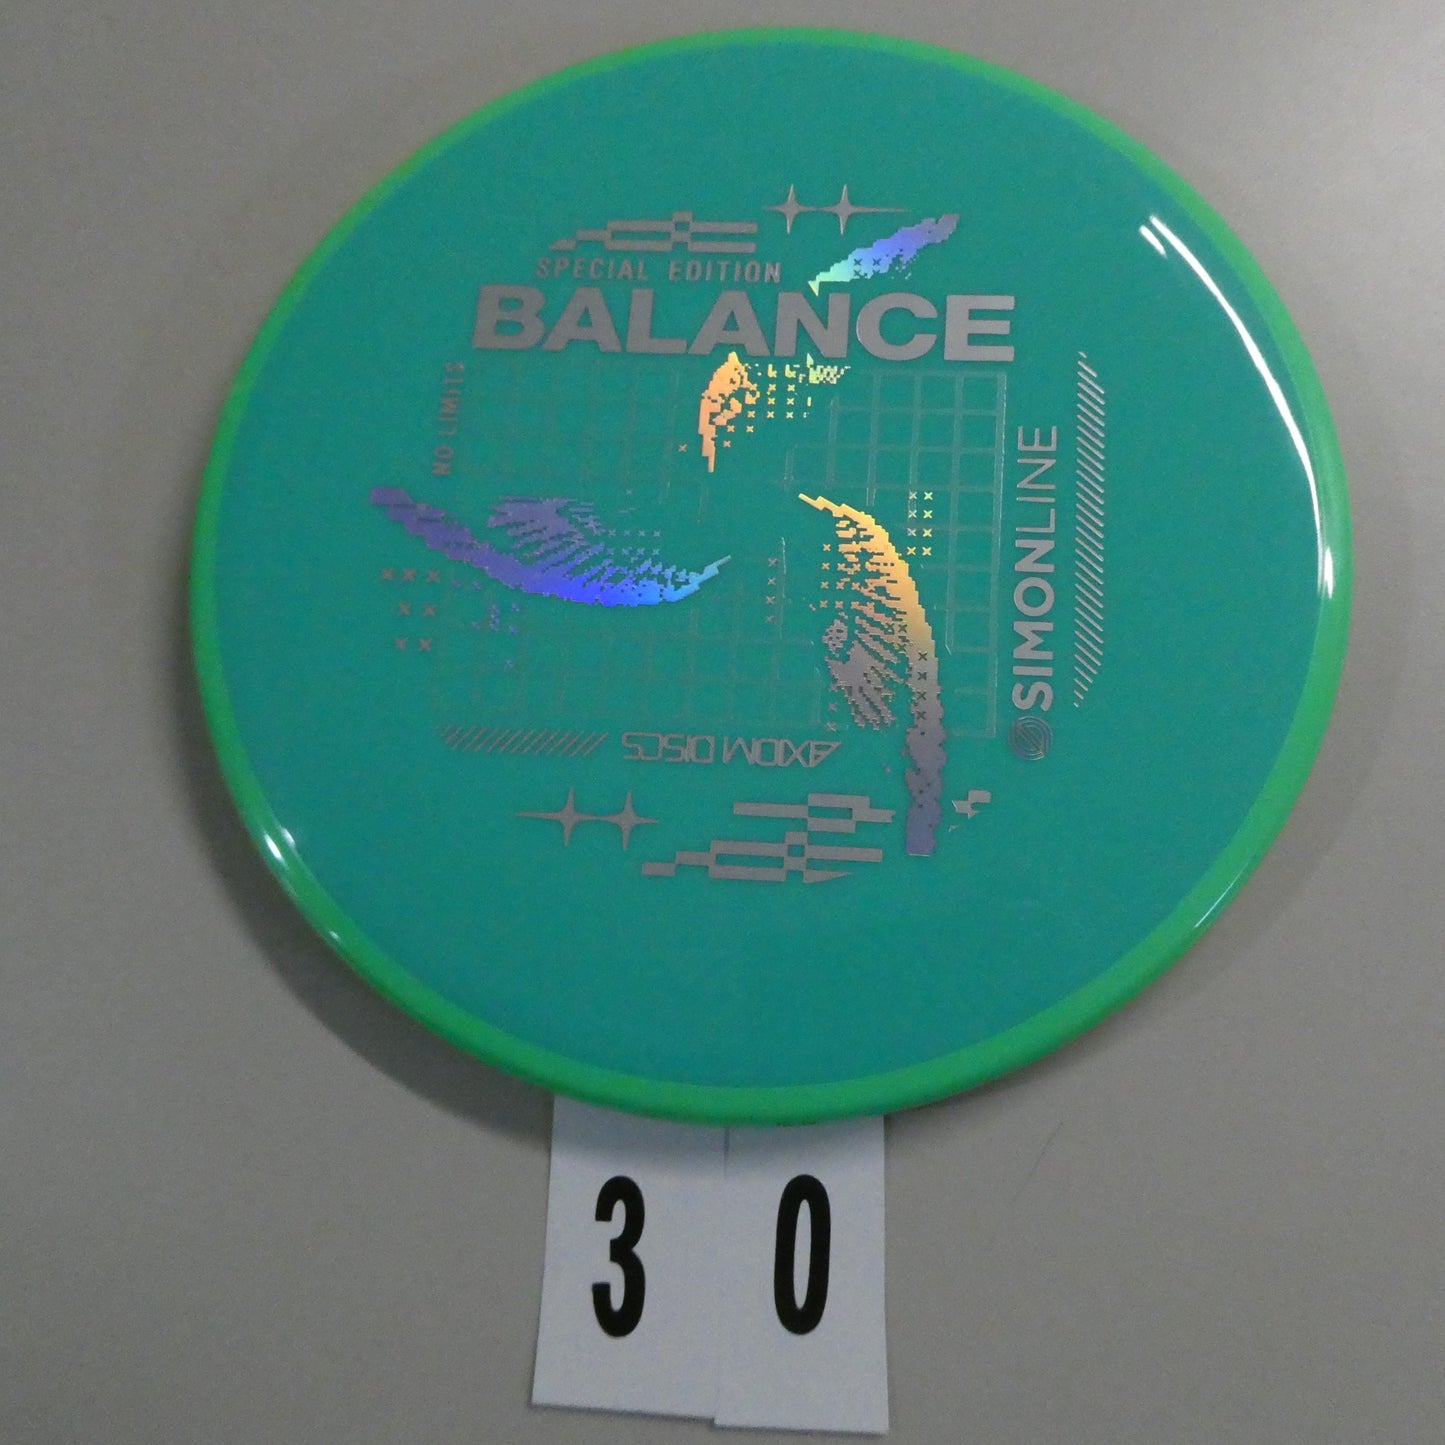 SPECIAL EDITION
BALANCE
NO LIMITS
SIMONLINE
AXIOM DISCS
3 0